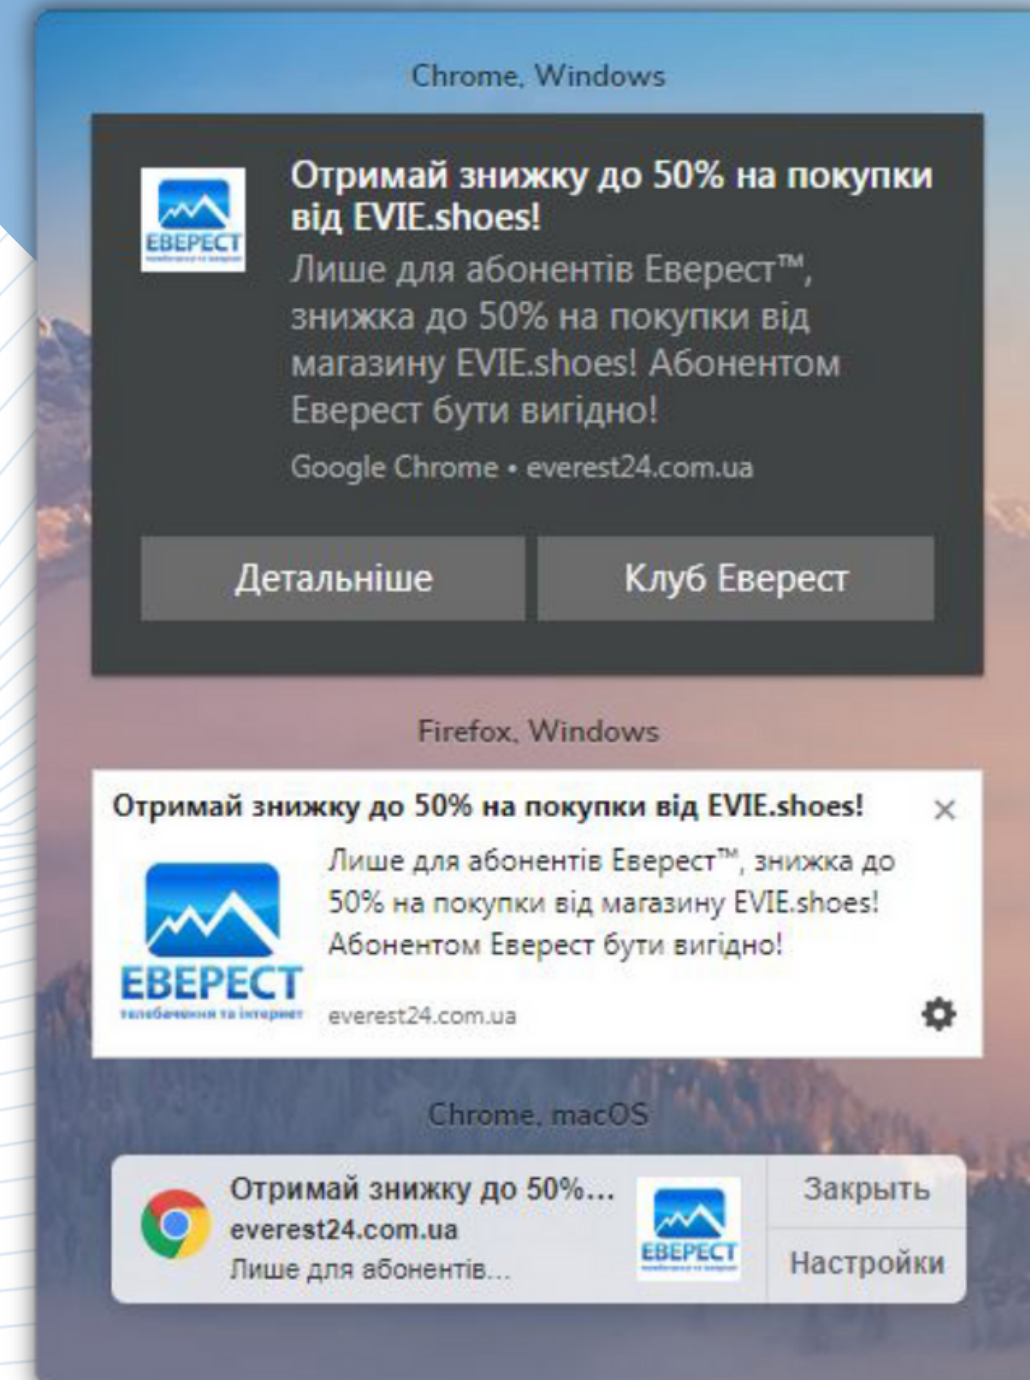 Chrome, Windows
Отримай знижку до 50% на покупки
від EVIE.shoes!
ЕВЕРЕСТ
Лише для абонентів Еверест™,
знижка до 50% на покупки від
магазину EVIE.shoes! Абонентом
Еверест бути вигідно!
Google Chrome • everest24.com.ua
Детальніше
Клуб Еверест
Firefox, Windows
Отримай знижку до 50% на покупки від EVIE.shoes!
Лише для абонентів Еверест™, знижка до
50% на покупки від магазину EVIE.shoes!
Абонентом Еверест бути вигідно!
ЕВЕРЕСТ
телебачення та інтернет
everest24.com.ua
Chrome, macOS
Отримай знижку до 50%...
everest24.com.ua
Лише для абонентів...
ЕВЕРЕСТ
Закрыть
Настройки